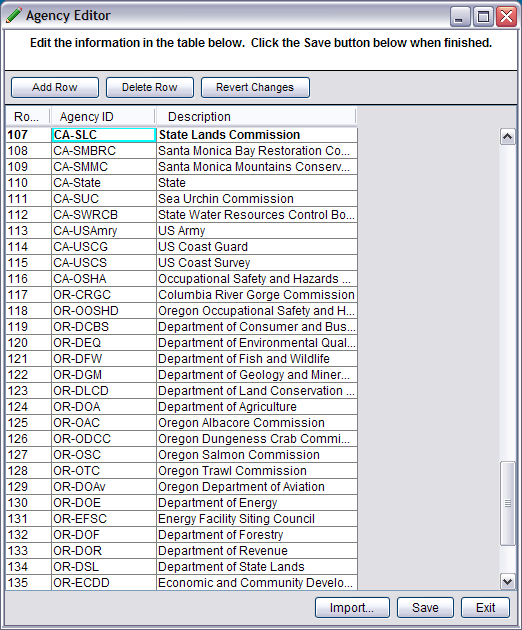 Agency Editor
Edit the information in the table below. Click the Save button below when finished.
Add Row Delete Row Revert Changes
Ro... Agency ID Description
107 CA-SLC State Lands Commission
108 CA-SMBRC Santa Monica Bay Restoration Co...
109 CA-SMMC Santa Monica Mountains Conserv...
110 CA-State State
111 CA-SUC Sea Urchin Commission
112 CA-SWRCB State Water Resources Control Bo...
113 CA-USAmry US Army
114 CA-USCG US Coast Guard
115 CA-USCS US Coast Survey
116 CA-OSHA Occupational Safety and Hazards ...
117 OR-CRGC Columbia River Gorge Commission
118 OR-OOSHD Oregon Occupational Safety and H...
119 OR-DCBS Department of Consumer and Bus...
120 OR-DEQ Department of Environmental Qual...
121 OR-DFW Department of Fish and Wildlife
122 OR-DGM Department of Geology and Miner...
123 OR-DLCD Department of Land Conservation ...
124 OR-DOA Department of Agriculture
125 OR-OAC Oregon Albacore Commission
126 OR-ODCC Oregon Dungeness Crab Commi...
127 OR-OSC Oregon Salmon Commission
128 OR-OTC Oregon Trawl Commission
129 OR-DOAv Oregon Department of Aviation
130 OR-DOE Department of Energy
131 OR-EFSC Energy Facility Siting Council
132 OR-DOF Department of Forestry
133 OR-DOR Department of Revenue
134 OR-DSL Department of State Lands
135 OR-ECDD Economic and Community Develo...
Import... Save Exit